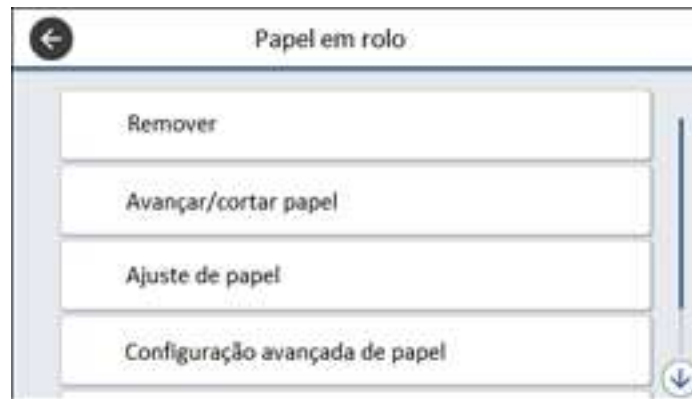 Papel em rolo
Remover
Avançar/cortar papel
Ajuste de papel
Configuração avançada de papel